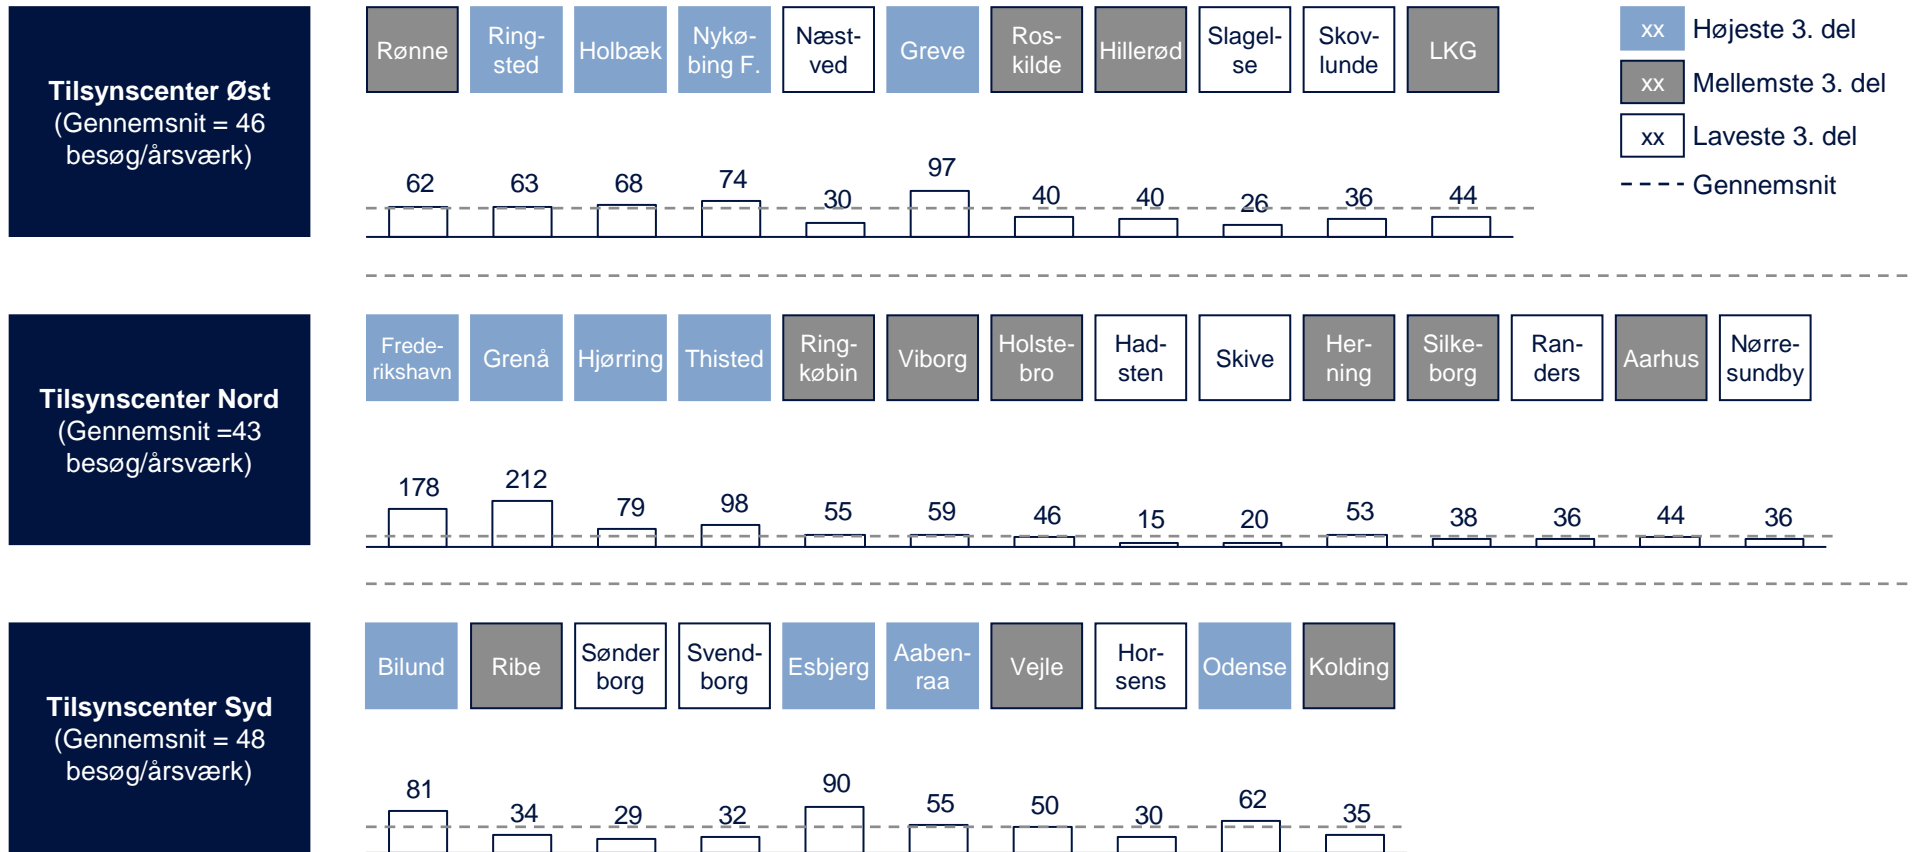 Tilsynscenter Øst
(Gennemsnit = 46
besøg/årsværk)
Rønne
Ring-
sted
Holbæk
Nykø-
bing F.
Næst-
ved
Greve
Ros-
kilde
Hillerød
Slagel-
se
Skov-
lunde
LKG
xx Højeste 3. del
xx Mellemste 3. del
xx Laveste 3. del
Gennemsnit
62 63 68 74 30 97 40 40 26 36 44
Tilsynscenter Nord
(Gennemsnit =43
besøg/årsværk)
Frede-
rikshavn
Grenå
Hjørring
Thisted
Ring-
købin
Viborg
Holste-
bro
Had-
sten
Skive
Her-
ning
Silke-
borg
Ran-
ders
Aarhus
Nørre-
sundby
178 212 79 98 55 59 46 15 20 53 38 36 44 36
Tilsynscenter Syd
(Gennemsnit = 48
besøg/årsværk)
Bilund
Ribe
Sønder
borg
Svend-
borg
Esbjerg
Aaben-
raa
Vejle
Hor-
sens
Odense
Kolding
81 34 29 32 90 55 50 30 62 35